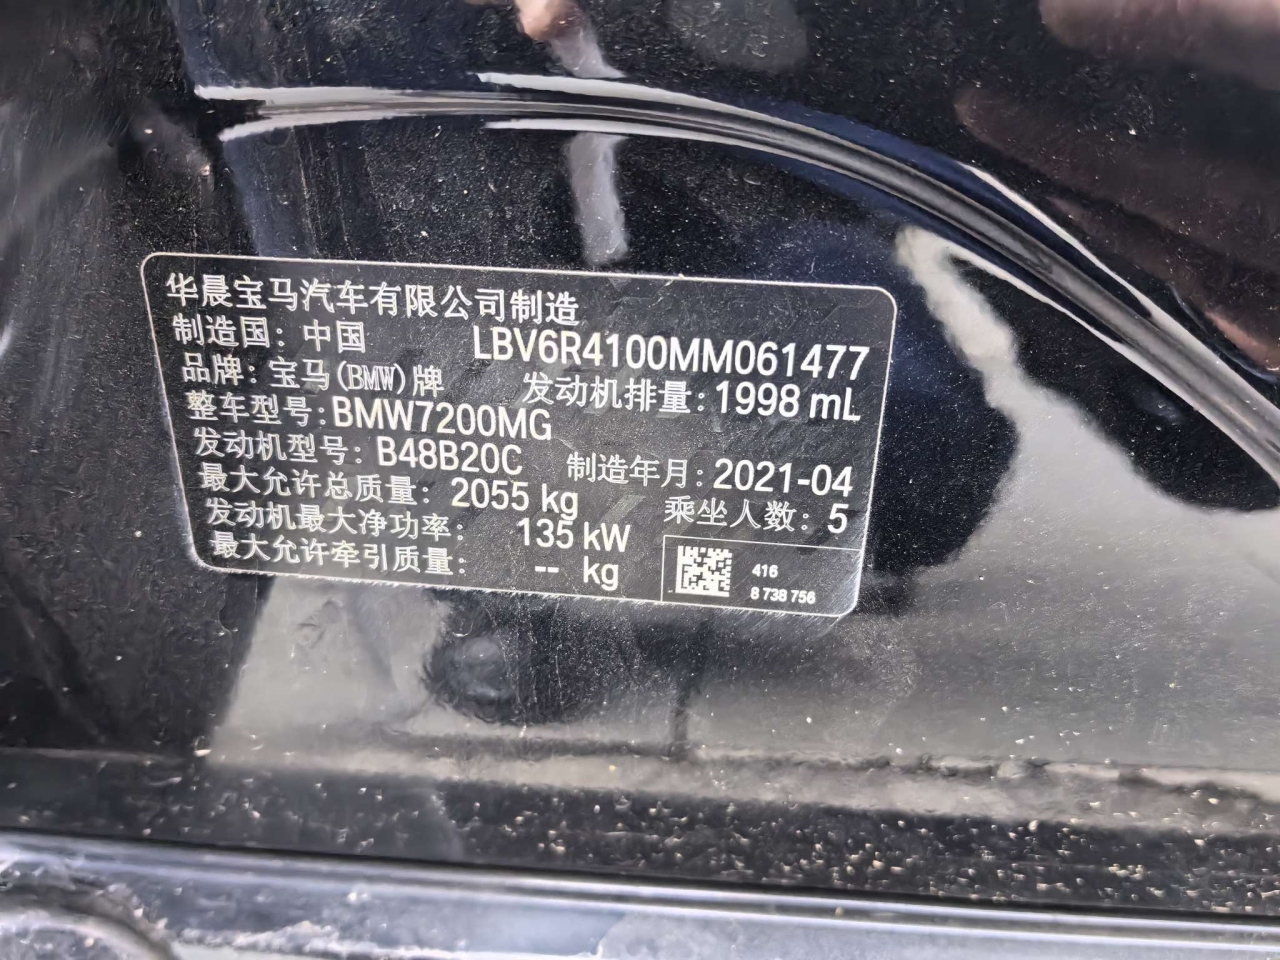 华晨宝马汽车有限公司制造
制造国：中国 LBV6R4100MM061477
品牌：宝马(BMW)牌 发动机排量：1998 mL
整车型号：BMW7200MG
发动机型号：B48B20C 制造年月：2021-04
最大允许总质量：2055 kg 乘坐人数：5
发动机最大净功率：135 kW
最大允许牵引质量：-- kg
416
8 738 756